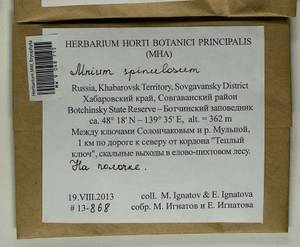 HERBARIUM HORTI BOTANICI PRINCIPALIS
(MHA)
Mnium spinulosum
Russia, Khabarovsk Territory, Sovgavansky District
Хабаровский край, Совгаваанский район
Botchinsky State Reserve – Ботчинский заповедник
ca. 48° 18' N – 139° 35' E, alt. = 362 m
Между ключами Солончаковым и р. Мульпой,
1 км по дороге к северу от кордона "Теплый
ключ", скальные выходы в елово-пихтовом лесу.
На полочке.
19.VIII.2013 coll. M. Ignatov & E. Ignatova
# 13-868 собр. М. Игнатов и Е. Игнатова